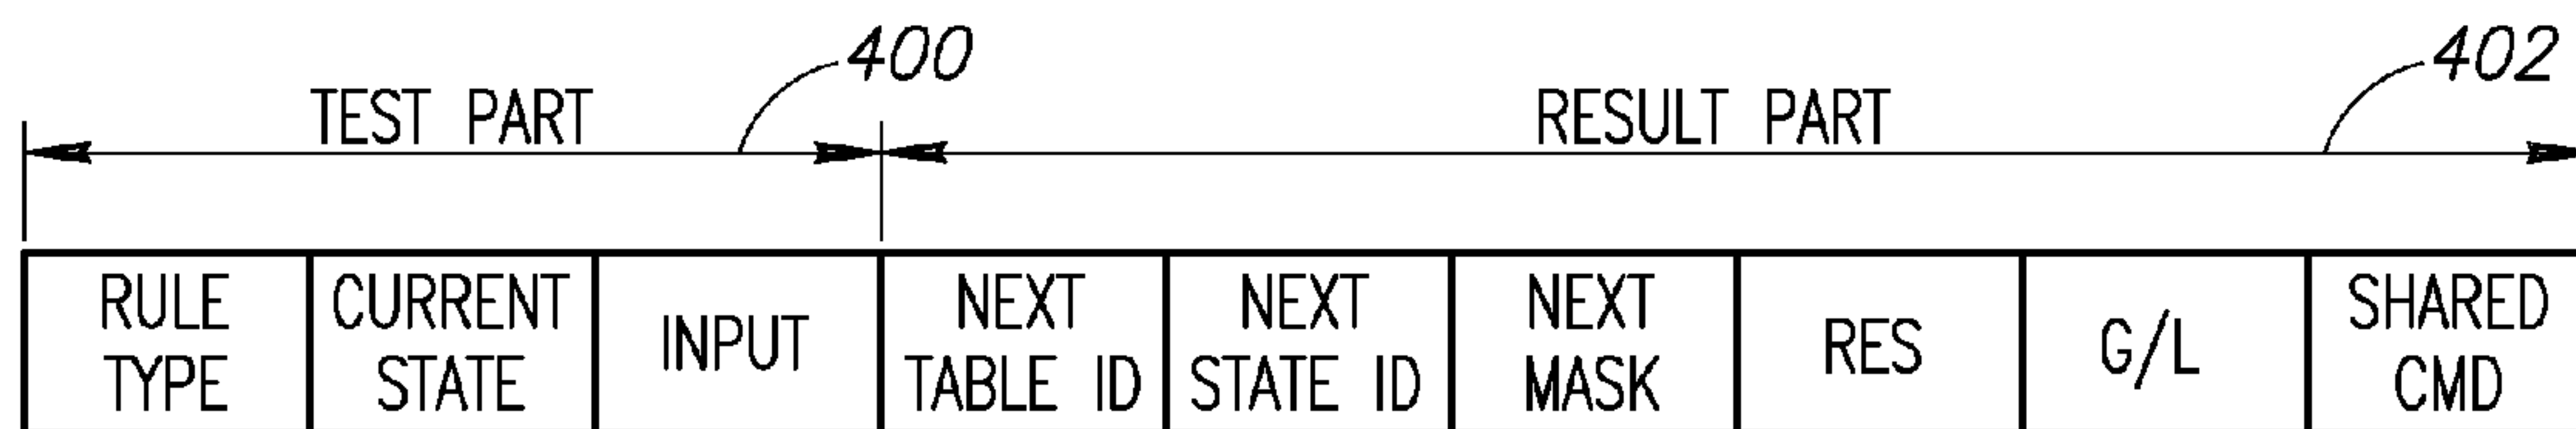 400
402
TEST PART
RESULT PART
RULE TYPE
CURRENT STATE
INPUT
NEXT TABLE ID
NEXT STATE ID
NEXT MASK
RES
G/L
SHARED CMD